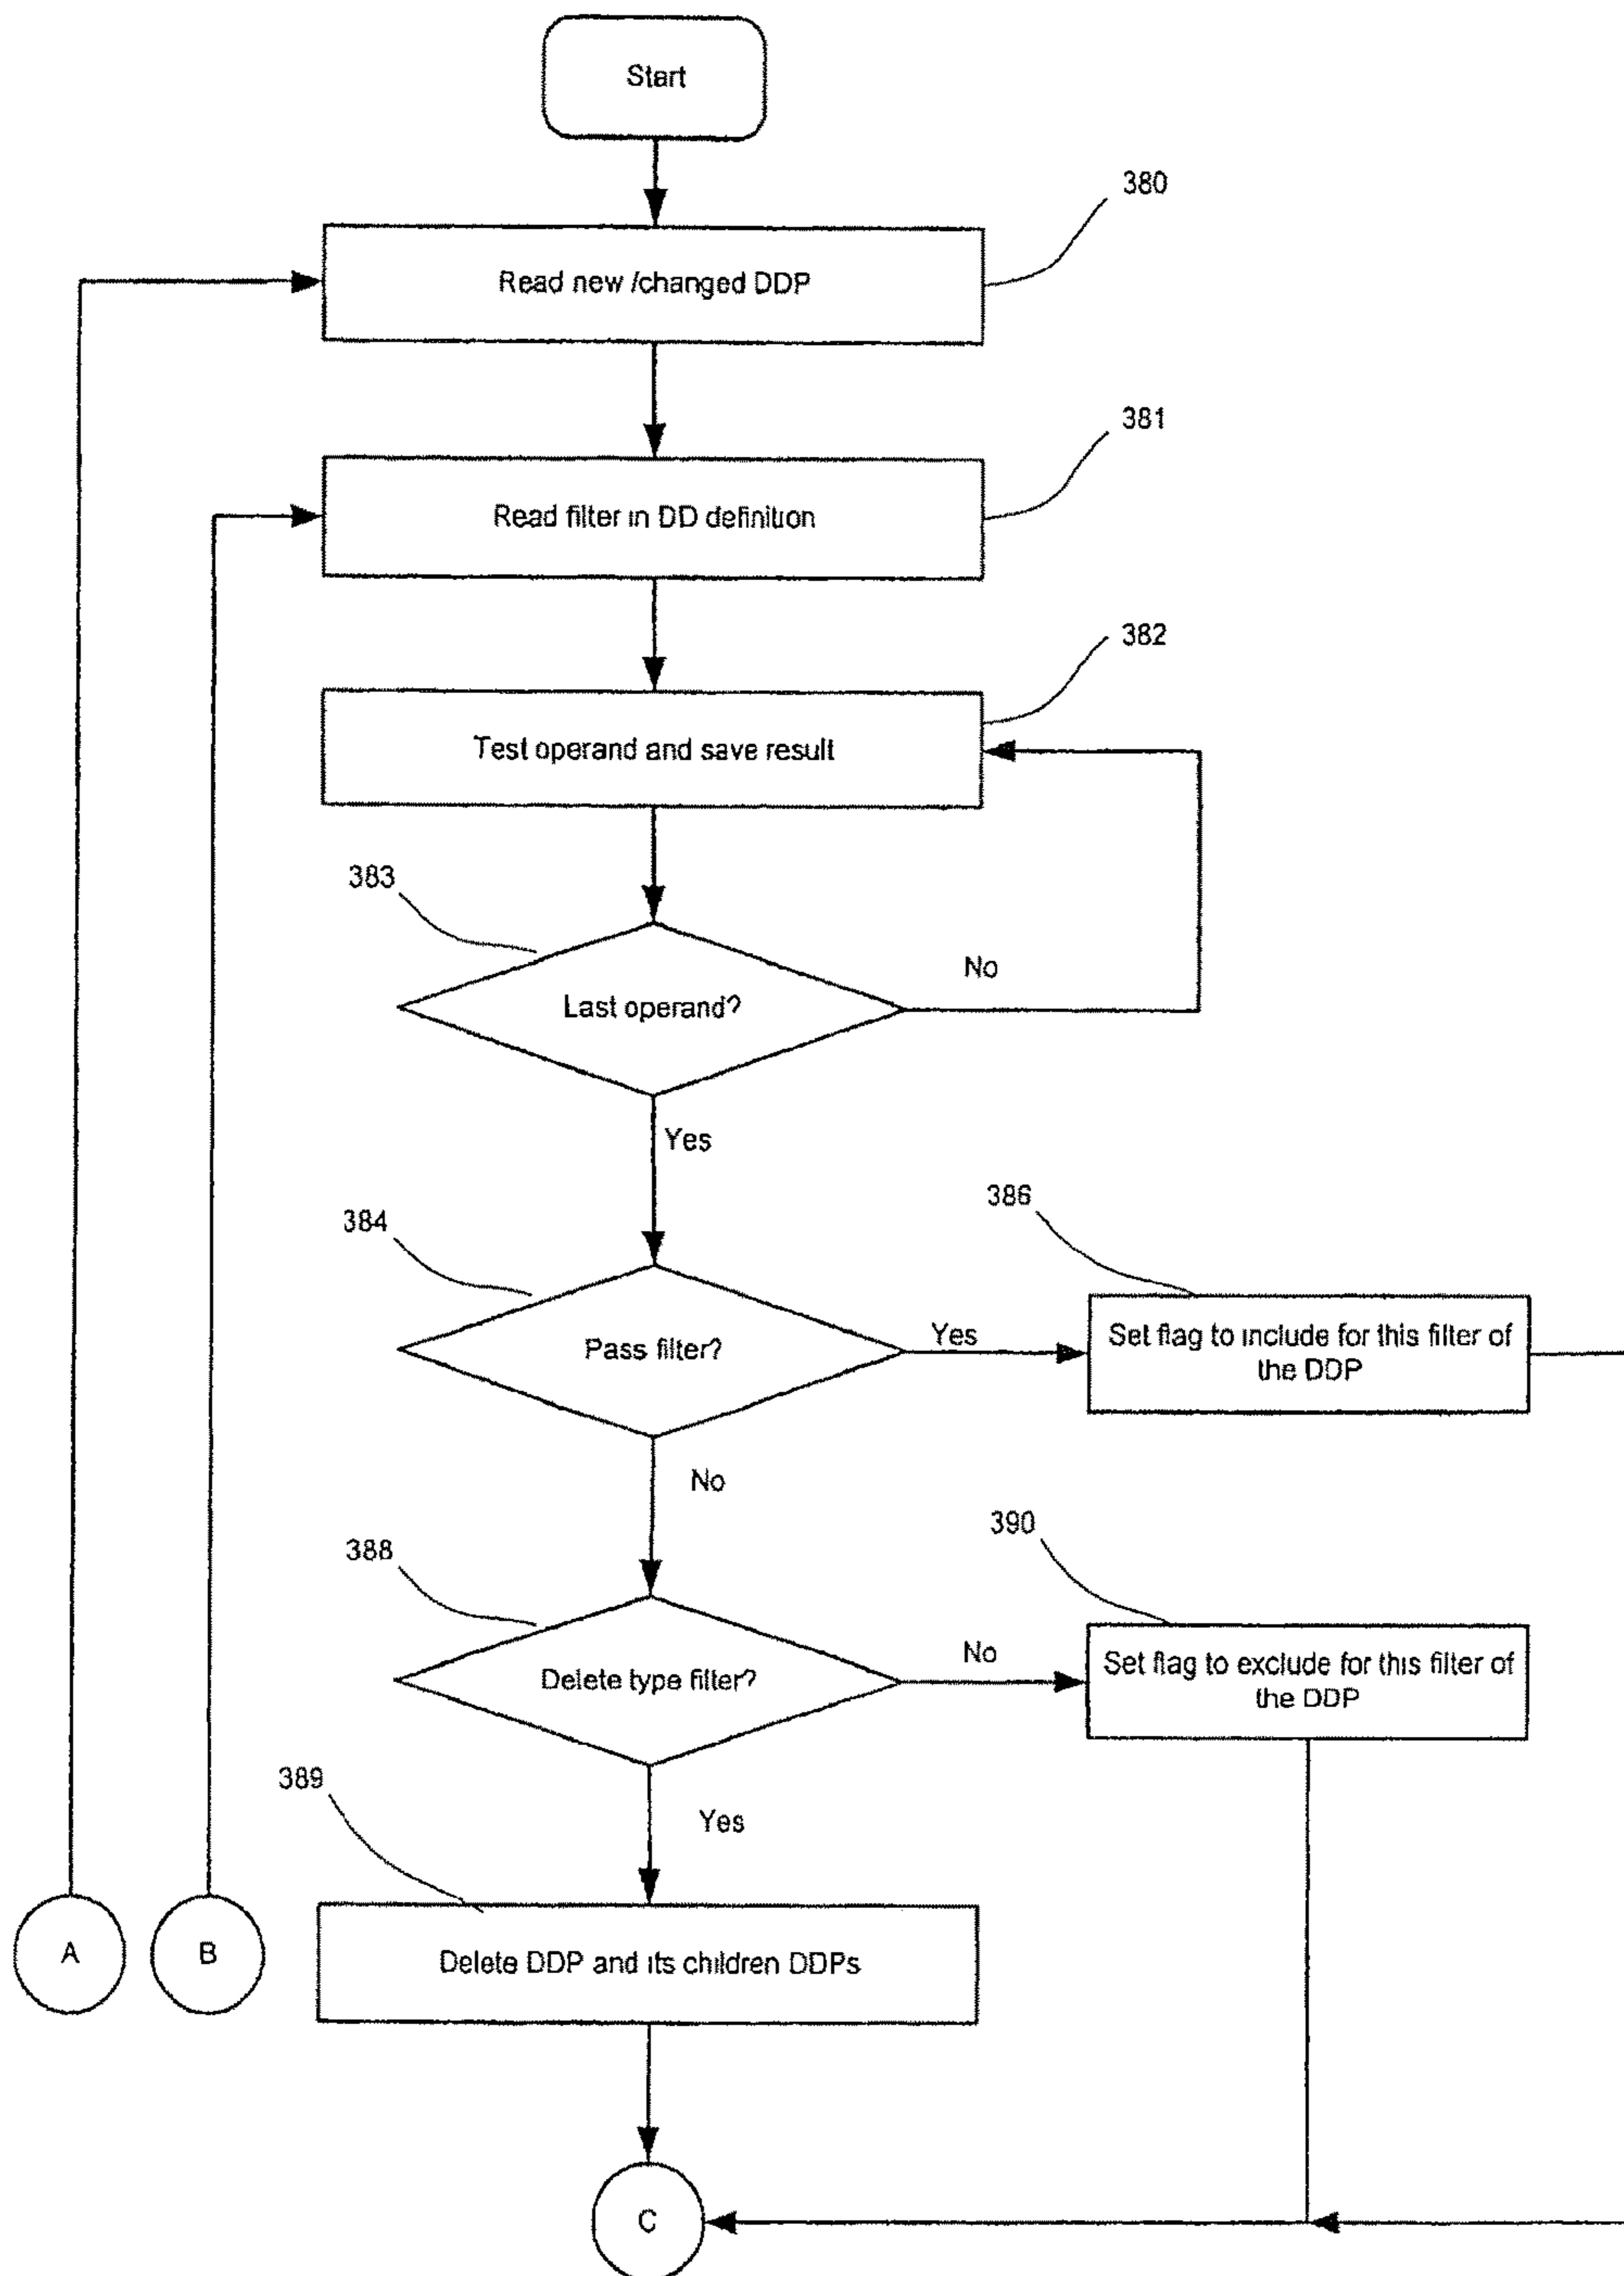 Start
380
Read new /changed DDP
381
Read filter in DD definition
382
Test operand and save result
383
No
Last operand?
Yes
386
384
Set flag to include for this filter of
the DDP
Yes
Pass filter?
No
390
388
No
Set flag to exclude for this filter of
the DDP
Delete type filter?
389
Yes
A
B
Delete DDP and its children DDPs
C